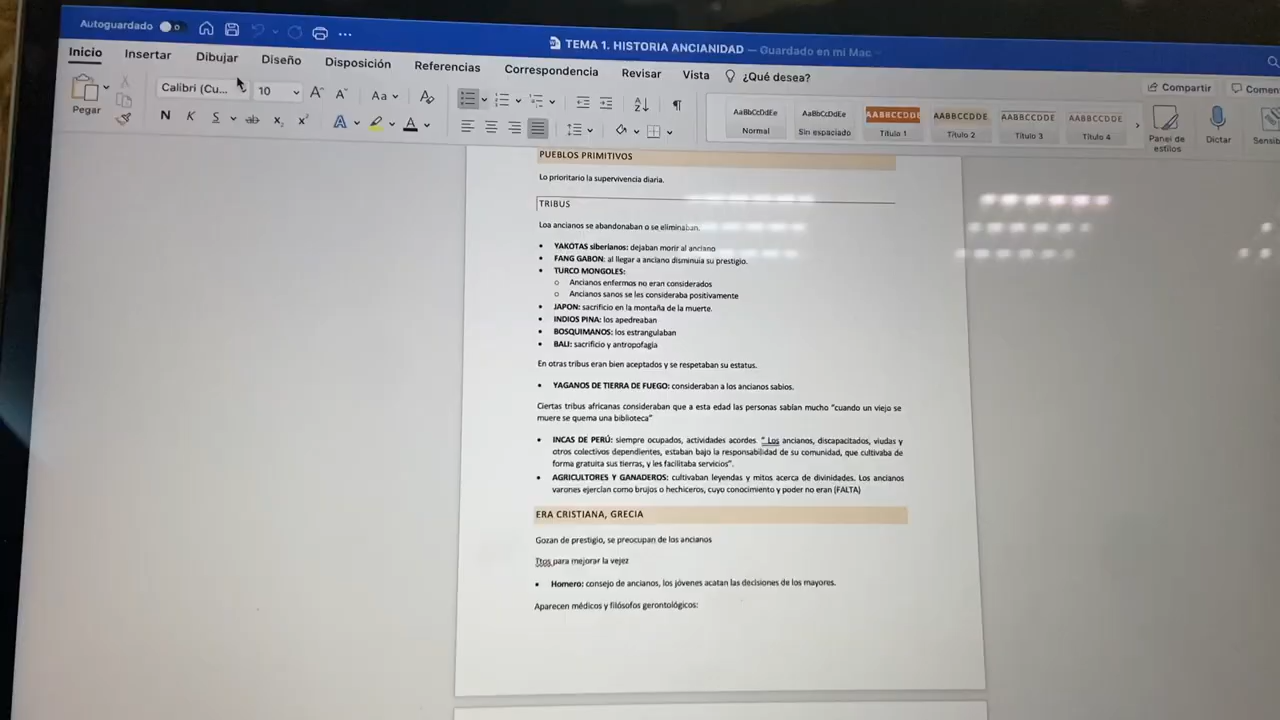 Autoguardado
TEMA 1. HISTORIA ANCIANIDAD — Guardado en mi Mac
Inicio Insertar Dibujar Diseño Disposición Referencias Correspondencia Revisar Vista ¿Qué desea?
Compartir
Pegar
Calibri (Cu... 10
Aa
N K S ab x₂ x²
A A
AaBbCcDdEe AaBbCcDdEe AABBCCDD AABBCCDDE AABBCCDDE AABBCCDDE
Normal Sin espaciado Título 1 Título 2 Título 3 Título 4
Panel de
estilos
Dictar
PUEBLOS PRIMITIVOS
Lo prioritario la supervivencia diaria.
TRIBUS
Loa ancianos se abandonaban o se eliminaban.
• YAKOTAS siberianos: dejaban morir al anciano
• FANG GABON: al llegar a anciano disminuía su prestigio.
• TURCO MONGOLES:
o Ancianos enfermos no eran considerados
o Ancianos sanos se les consideraba positivamente
• JAPON: sacrificio en la montaña de la muerte.
• INDIOS PINA: los apedreaban
• BOSQUIMANOS: los estrangulaban
• BALI: sacrificio y antropofagia
En otras tribus eran bien aceptados y se respetaban su estatus.
• YAGANOS DE TIERRA DE FUEGO: consideraban a los ancianos sabios.
Ciertas tribus africanas consideraban que a esta edad las personas sabían mucho "cuando un viejo se
muere se quema una biblioteca"
• INCAS DE PERÚ: siempre ocupados, actividades acordes " Los ancianos, discapacitados, viudas y
otros colectivos dependientes, estaban bajo la responsabilidad de su comunidad, que cultivaba de
forma gratuita sus tierras, y les facilitaba servicios".
• AGRICULTORES Y GANADEROS: cultivaban leyendas y mitos acerca de divinidades. Los ancianos
varones ejercían como brujos o hechiceros, cuyo conocimiento y poder no eran (FALTA)
ERA CRISTIANA, GRECIA
Gozan de prestigio, se preocupan de los ancianos
Ttos para mejorar la vejez
• Homero: consejo de ancianos, los jóvenes acatan las decisiones de los mayores.
Aparecen médicos y filósofos gerontológicos: